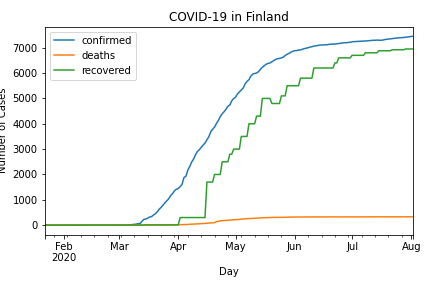 COVID-19 in Finland
confirmed
deaths
recovered
7000
6000
5000
4000
3000
2000
1000
0
Number of Cases
Feb Mar Apr May Jun Jul Aug
2020
Day